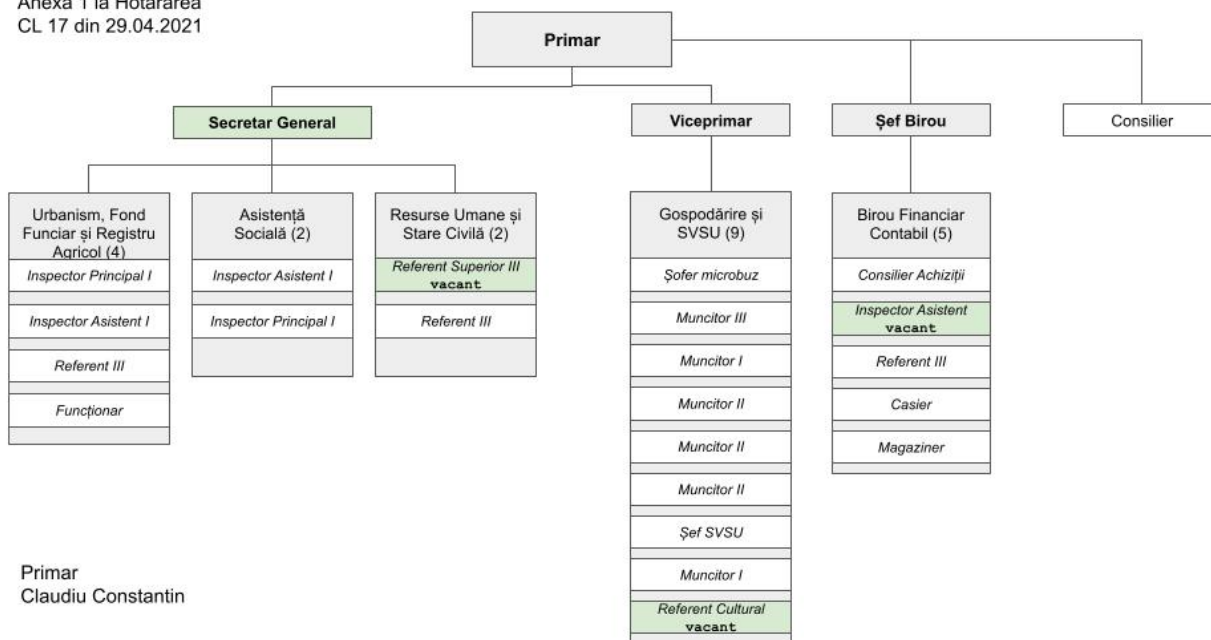 Anexa 1 la Hotărârea
CL 17 din 29.04.2021
Primar
Secretar General
Viceprimar
Șef Birou
Consilier
Urbanism, Fond
Funciar și Registru
Agricol (4)
Inspector Principal I
Inspector Asistent I
Referent III
Funcționar
Asistență
Socială (2)
Inspector Asistent I
Inspector Principal I
Resurse Umane și
Stare Civilă (2)
Referent Superior III
vacant
Referent III
Gospodărire și
SVSU (9)
Șofer microbuz
Muncitor III
Muncitor I
Muncitor II
Muncitor II
Muncitor II
Șef SVSU
Muncitor I
Referent Cultural
vacant
Birou Financiar
Contabil (5)
Consilier Achiziții
Inspector Asistent
vacant
Referent III
Casier
Magaziner
Primar
Claudiu Constantin